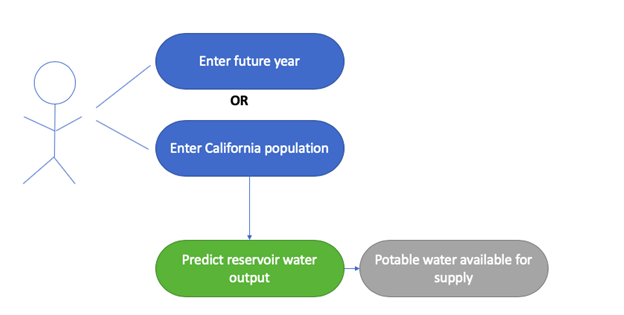 Enter future year
OR
Enter California population
Predict reservoir water
output
Potable water available for
supply